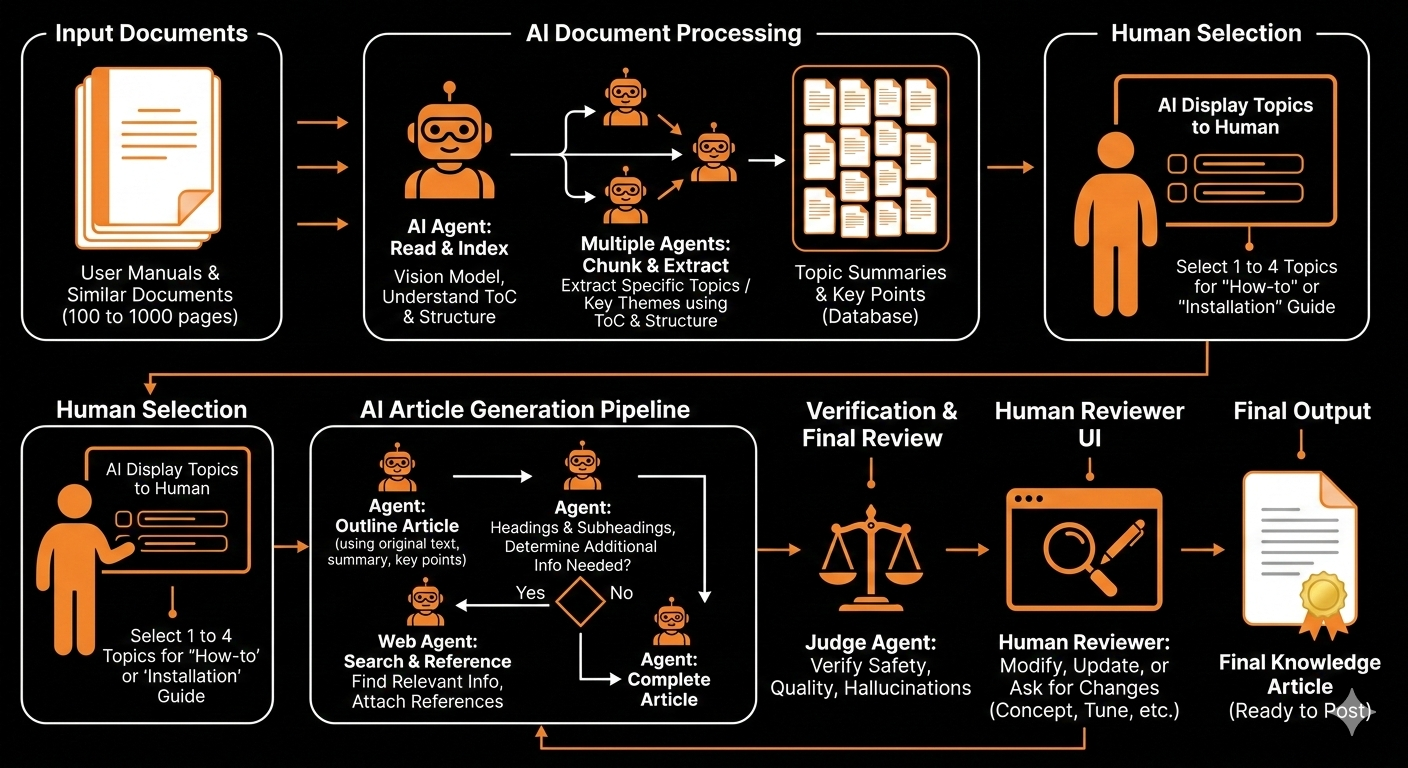 Input Documents
User Manuals &
Similar Documents
(100 to 1000 pages)
AI Document Processing
AI Agent:
Read & Index
Vision Model,
Understand ToC
& Structure
Multiple Agents:
Chunk & Extract
Extract Specific Topics /
Key Themes using
ToC & Structure
Topic Summaries
& Key Points
(Database)
Human Selection
AI Display Topics
to Human
Select 1 to 4 Topics
for "How-to" or
"Installation" Guide
Human Selection
AI Display Topics
to Human
Select 1 to 4
Topics for "How-to'
or 'Installation'
Guide
AI Article Generation Pipeline
Agent:
Outline Article
(using original text,
summary, key points)
Agent:
Headings & Subheadings,
Determine Additional
Info Needed?
Yes
No
Web Agent:
Search & Reference
Find Relevant Info,
Attach References
Agent:
Complete
Article
Verification &
Final Review
Judge Agent:
Verify Safety,
Quality, Hallucinations
Human Reviewer
UI
Human Reviewer:
Modify, Update, or
Ask for Changes
(Concept, Tune, etc.)
Final Output
Final Knowledge
Article
(Ready to Post)